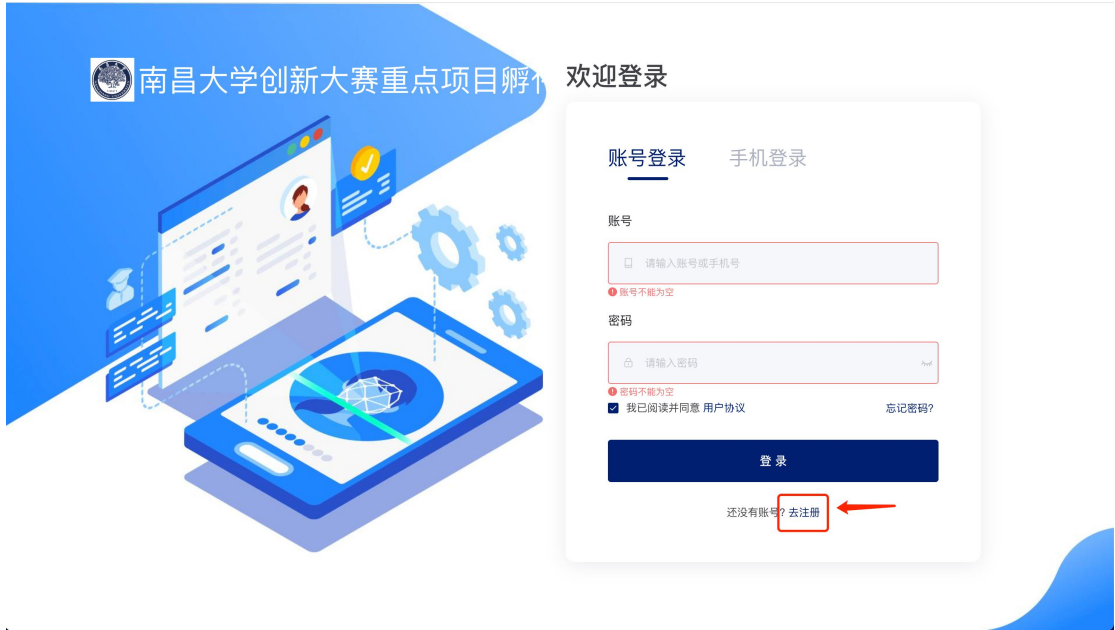 南昌大学创新大赛重点项目孵
欢迎登录
账号登录 手机登录
账号
请输入账号或手机号
账号不能为空
密码
请输入密码
密码不能为空
我已阅读并同意 用户协议 忘记密码?
登 录
还没有账号? 去注册